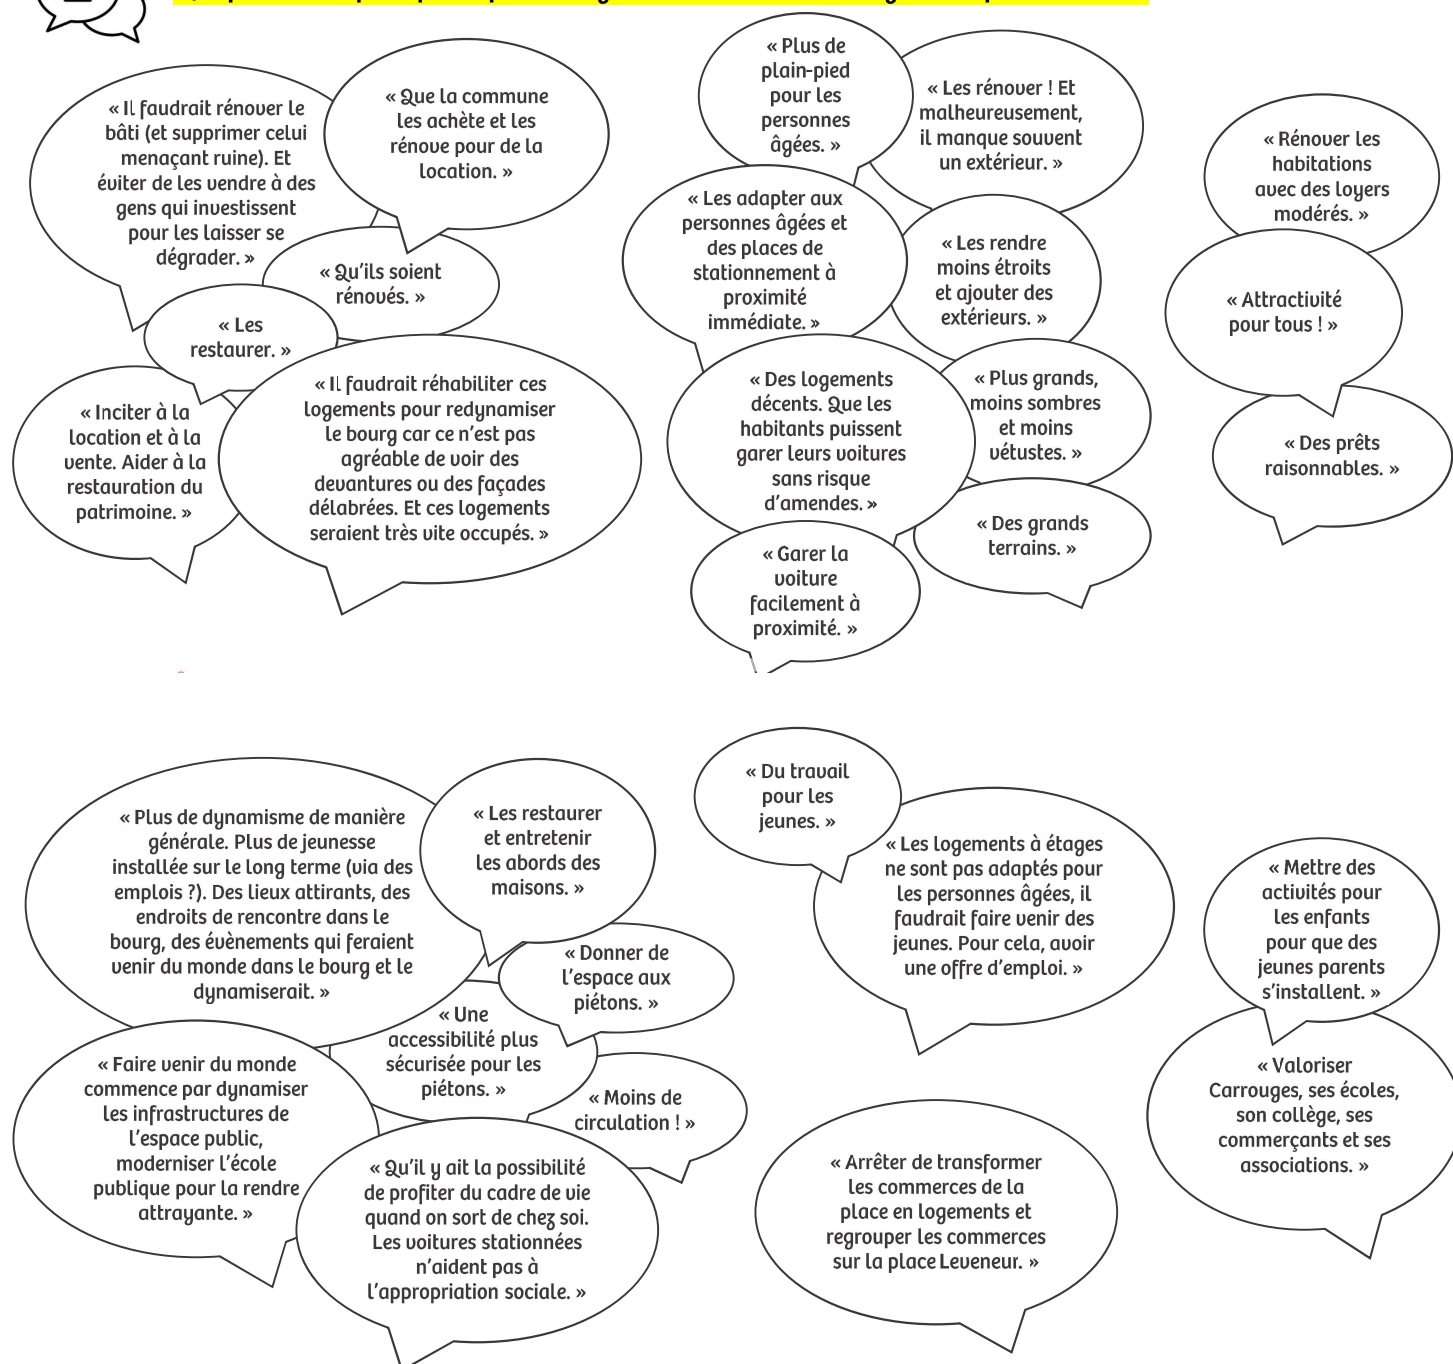 « Il faudrait rénover le
bâti (et supprimer celui
menaçant ruine). Et
éviter de les vendre à des
gens qui investissent
pour les laisser se
dégrader. »
« Que la commune
les achète et les
rénove pour de la
location. »
« Qu’ils soient
rénovés. »
« Les
restaurer. »
« Inciter à la
location et à la
vente. Aider à la
restauration du
patrimoine. »
« Il faudrait réhabiliter ces
logements pour redynamiser
le bourg car ce n’est pas
agréable de voir des
devantures ou des façades
délabrées. Et ces logements
seraient très vite occupés. »
« Plus de
plain-pied
pour les
personnes
âgées. »
« Les rénover ! Et
malheureusement,
il manque souvent
un extérieur. »
« Les adapter aux
personnes âgées et
des places de
stationnement à
proximité
immédiate. »
« Les rendre
moins étroits
et ajouter des
extérieurs. »
« Des logements
décents. Que les
habitants puissent
garer leurs voitures
sans risque
d’amendes. »
« Plus grands,
moins sombres
et moins
vétustes. »
« Des grands
terrains. »
« Garer la
voiture
facilement à
proximité. »
« Rénover les
habitations
avec des loyers
modérés. »
« Attractivité
pour tous ! »
« Des prêts
raisonnables. »
« Plus de dynamisme de manière
générale. Plus de jeunesse
installée sur le long terme (via des
emplois ?). Des lieux attirants, des
endroits de rencontre dans le
bourg, des évènements qui feraient
venir du monde dans le bourg et le
dynamiserait. »
« Les restaurer
et entretenir
les abords des
maisons. »
« Donner de
l’espace aux
piétons. »
« Une
accessibilité plus
sécurisée pour les
piétons. »
« Moins de
circulation ! »
« Faire venir du monde
commence par dynamiser
les infrastructures de
l’espace public,
moderniser l’école
publique pour la rendre
attrayante. »
« Qu’il y ait la possibilité
de profiter du cadre de vie
quand on sort de chez soi.
Les voitures stationnées
n’aident pas à
l’appropriation sociale. »
« Du travail
pour les
jeunes. »
« Les logements à étages
ne sont pas adaptés pour
les personnes âgées, il
faudrait faire venir des
jeunes. Pour cela, avoir
une offre d’emploi. »
« Arrêter de transformer
les commerces de la
place en logements et
regrouper les commerces
sur la place Leveneur. »
« Mettre des
activités pour
les enfants
pour que des
jeunes parents
s’installent. »
« Valoriser
Carrouges, ses écoles,
son collège, ses
commerçants et ses
associations. »